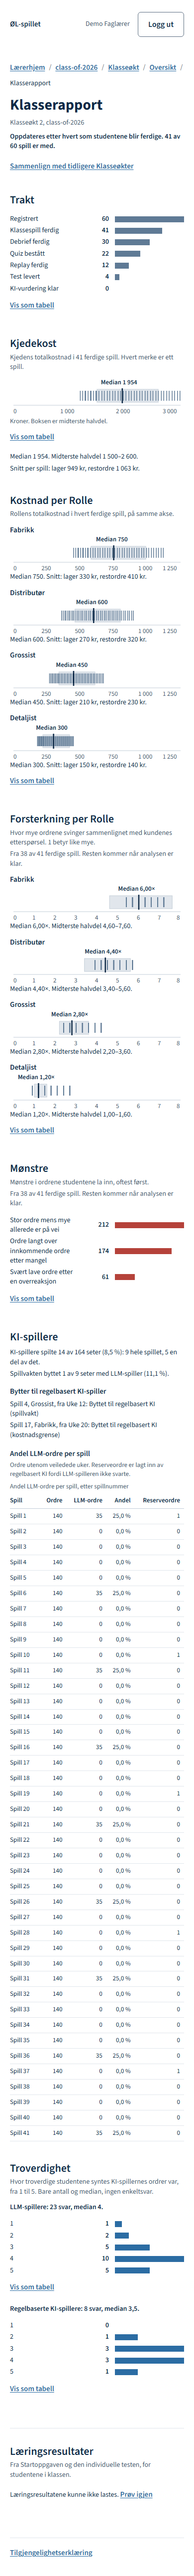 ØL-spillet
Demo Faglærer
Logg ut
Lærerhjem / class-of-2026 / Klasseøkt / Oversikt /
Klasserapport
Klasserapport
Klasseøkt 2, class-of-2026
Oppdateres etter hvert som studentene blir ferdige. 41 av
60 spill er med.
Sammenlign med tidligere Klasseøkter
Trakt
Registrert 60
Klassespill ferdig 41
Debrief ferdig 30
Quiz bestått 22
Replay ferdig 12
Test levert 4
KI-vurdering klar 0
Vis som tabell
Kjedekost
Kjedens totalkostnad i 41 ferdige spill. Hvert merke er ett
spill.
Median 1 954
0 1 000 2 000 3 000
Kroner. Boksen er midterste halvdel.
Vis som tabell
Median 1 954. Midterste halvdel 1 500–2 600.
Snitt per spill: lager 949 kr, restordre 1 063 kr.
Kostnad per Rolle
Rollens totalkostnad i hvert ferdige spill, på samme akse.
Fabrikk
Median 750
0 250 500 750 1 000 1 250
Median 750. Snitt: lager 330 kr, restordre 410 kr.
Distributør
Median 600
0 250 500 750 1 000 1 250
Median 600. Snitt: lager 270 kr, restordre 320 kr.
Grossist
Median 450
0 250 500 750 1 000 1 250
Median 450. Snitt: lager 210 kr, restordre 230 kr.
Detaljist
Median 300
0 250 500 750 1 000 1 250
Median 300. Snitt: lager 150 kr, restordre 140 kr.
Vis som tabell
Forsterkning per Rolle
Hvor mye ordrene svinger sammenlignet med kundenes
etterspørsel. 1 betyr like mye.
Fra 38 av 41 ferdige spill. Resten kommer når analysen er
klar.
Fabrikk
Median 6,00×
0 1 2 3 4 5 6 7 8
Median 6,00×. Midterste halvdel 4,60–7,60.
Distributør
Median 4,40×
0 1 2 3 4 5 6 7 8
Median 4,40×. Midterste halvdel 3,40–5,60.
Grossist
Median 2,80×
0 1 2 3 4 5 6 7 8
Median 2,80×. Midterste halvdel 2,20–3,60.
Detaljist
Median 1,20×
0 1 2 3 4 5 6 7 8
Median 1,20×. Midterste halvdel 1,00–1,60.
Vis som tabell
Mønstre
Mønstre i ordrene studentene la inn, oftest først.
Fra 38 av 41 ferdige spill. Resten kommer når analysen er
klar.
Stor ordre mens mye
allerede er på vei 212
Ordre langt over
innkommende ordre 174
etter mangel
Svært lave ordre etter 61
en overreaksjon
Vis som tabell
KI-spillere
KI-spillere spilte 14 av 164 seter (8,5 %): 9 hele spillet, 5 en
del av det.
Spillvakten byttet 1 av 9 seter med LLM-spiller (11,1 %).
Bytter til regelbasert KI-spiller
Spill 4, Grossist, fra Uke 12: Byttet til regelbasert KI
(spillvakt)
Spill 17, Fabrikk, fra Uke 20: Byttet til regelbasert KI
(kostnadsgrense)
Andel LLM-ordre per spill
Ordre utenom veiledede uker. Reserveordre er lagt inn av
regelbasert KI fordi LLM-spilleren ikke svarte.
Andel LLM-ordre per spill, etter spillnummer
Spill Ordre LLM-ordre Andel Reserveordre
Spill 1 140 35 25,0 % 1
Spill 2 140 0 0,0 % 0
Spill 3 140 0 0,0 % 0
Spill 4 140 0 0,0 % 0
Spill 5 140 0 0,0 % 0
Spill 6 140 35 25,0 % 0
Spill 7 140 0 0,0 % 0
Spill 8 140 0 0,0 % 0
Spill 9 140 0 0,0 % 0
Spill 10 140 0 0,0 % 1
Spill 11 140 35 25,0 % 0
Spill 12 140 0 0,0 % 0
Spill 13 140 0 0,0 % 0
Spill 14 140 0 0,0 % 0
Spill 15 140 0 0,0 % 0
Spill 16 140 35 25,0 % 0
Spill 17 140 0 0,0 % 0
Spill 18 140 0 0,0 % 0
Spill 19 140 0 0,0 % 1
Spill 20 140 0 0,0 % 0
Spill 21 140 35 25,0 % 0
Spill 22 140 0 0,0 % 0
Spill 23 140 0 0,0 % 0
Spill 24 140 0 0,0 % 0
Spill 25 140 0 0,0 % 0
Spill 26 140 35 25,0 % 0
Spill 27 140 0 0,0 % 0
Spill 28 140 0 0,0 % 1
Spill 29 140 0 0,0 % 0
Spill 30 140 0 0,0 % 0
Spill 31 140 35 25,0 % 0
Spill 32 140 0 0,0 % 0
Spill 33 140 0 0,0 % 0
Spill 34 140 0 0,0 % 0
Spill 35 140 0 0,0 % 0
Spill 36 140 35 25,0 % 0
Spill 37 140 0 0,0 % 1
Spill 38 140 0 0,0 % 0
Spill 39 140 0 0,0 % 0
Spill 40 140 0 0,0 % 0
Spill 41 140 35 25,0 % 0
Troverdighet
Hvor troverdige studentene syntes KI-spillernes ordrer var,
fra 1 til 5. Bare antall og median, ingen enkeltsvar.
LLM-spillere: 23 svar, median 4.
1 1
2 2
3 5
4 10
5 5
Vis som tabell
Regelbaserte KI-spillere: 8 svar, median 3,5.
1 0
2 1
3 3
4 3
5 1
Vis som tabell
Læringsresultater
Fra Startoppgaven og den individuelle testen, for
studentene i klassen.
Læringsresultatene kunne ikke lastes. Prøv igjen
Tilgjengelighetserklæring